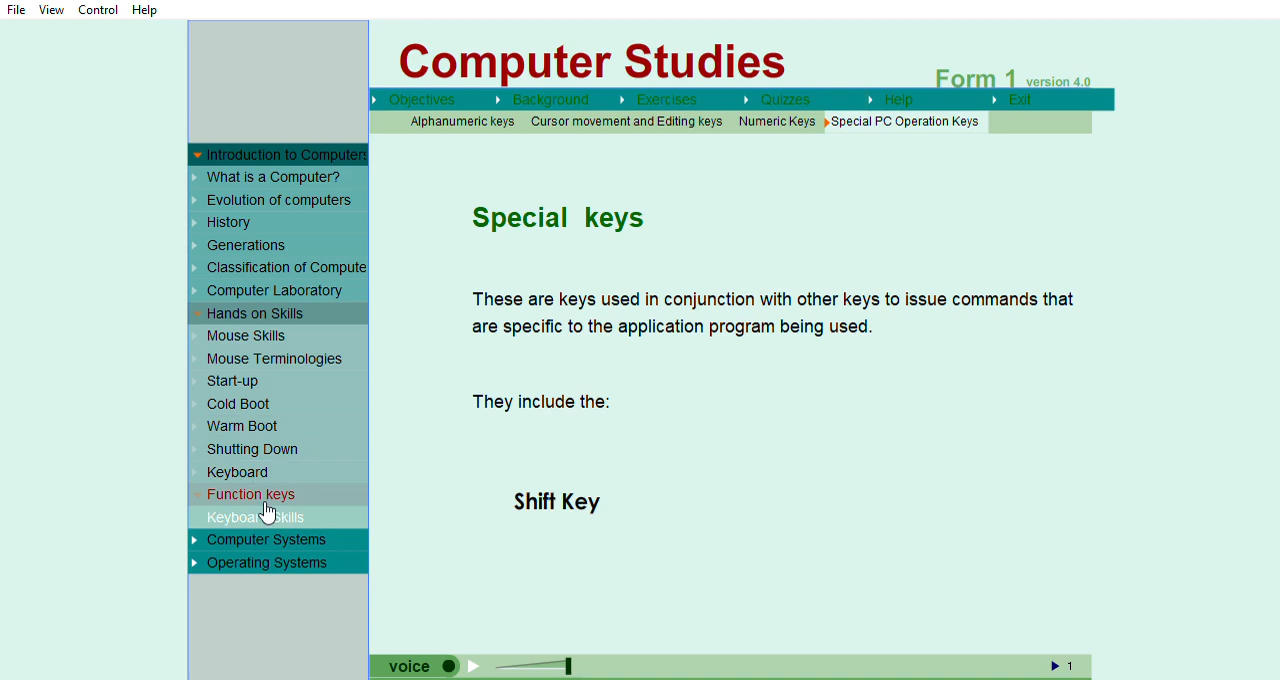 File View Control Help
Computer Studies
Form 1 version 4.0
Objectives Background Exercises Quizzes Help Exit
Alphanumeric keys Cursor movement and Editing keys Numeric Keys Special PC Operation Keys
Introduction to Computers
What is a Computer?
Evolution of computers
History
Generations
Classification of Compute
Computer Laboratory
Hands on Skills
Mouse Skills
Mouse Terminologies
Start-up
Cold Boot
Warm Boot
Shutting Down
Keyboard
Function keys
Keyboard Skills
Computer Systems
Operating Systems
Special keys
These are keys used in conjunction with other keys to issue commands that
are specific to the application program being used.
They include the:
Shift Key
voice
1